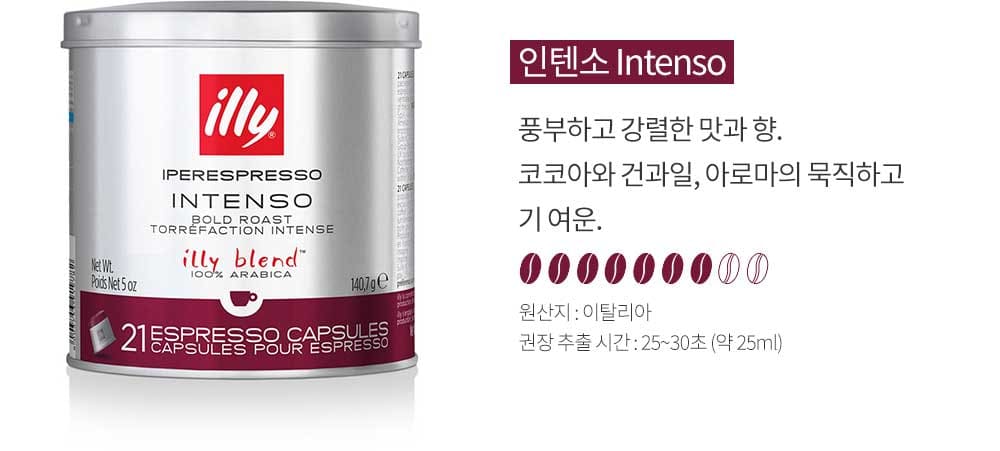 illy®
IPERESPRESSO
INTENSO
BOLD ROAST
TORRÉFACTION INTENSE
illy blend™
100% ARABICA
Net Wt.
Poids Net 5 oz
140,7 g ℮
21 ESPRESSO CAPSULES
CAPSULES POUR ESPRESSO
인텐소 Intenso
풍부하고 강렬한 맛과 향.
코코아와 건과일, 아로마의 묵직하고
기 여운.
원산지 : 이탈리아
권장 추출 시간 : 25~30초 (약 25ml)